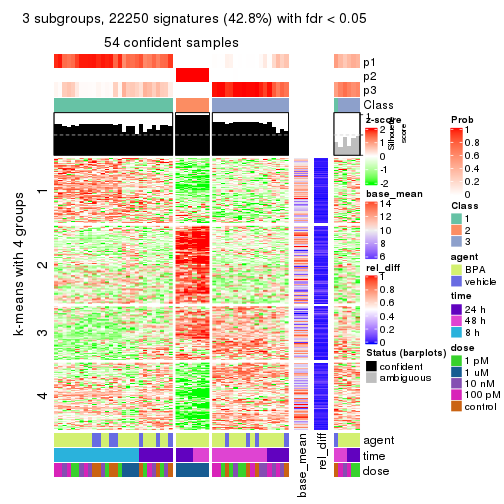 3 subgroups, 22250 signatures (42.8%) with fdr < 0.05
54 confident samples
p1
p2
p3
Class
1
2
3
4
k-means with 4 groups
agent
time
dose
base_mean
rel_diff
z-score
2
1
0
-1
-2
Silhouette
score
base_mean
14
12
10
8
6
rel_diff
1
0.8
0.6
0.4
0.2
0
Status (barplots)
confident
ambiguous
Prob
1
0.8
0.6
0.4
0.2
0
Class
1
2
3
agent
BPA
vehicle
time
24 h
48 h
8 h
dose
1 pM
1 uM
10 nM
100 pM
control